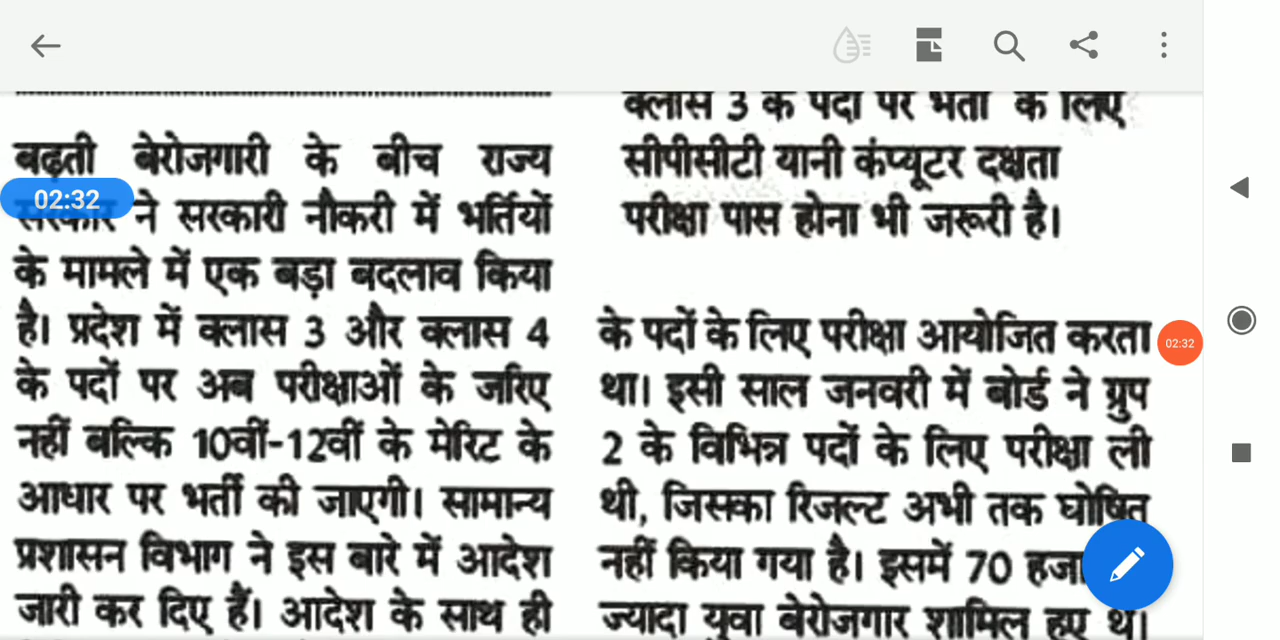 बढ़ती बेरोजगारी के बीच राज्य
02:32
सरकार ने सरकारी नौकरी में भर्तियों
के मामले में एक बड़ा बदलाव किया
है। प्रदेश में क्लास 3 और क्लास 4
के पदों पर अब परीक्षाओं के जरिए
नहीं बल्कि 10वीं-12वीं के मेरिट के
आधार पर भर्ती की जाएगी। सामान्य
प्रशासन विभाग ने इस बारे में आदेश
जारी कर दिए हैं। आदेश के साथ ही
क्लास 3 के पदों पर भर्ती के लिए
सीपीसीटी यानी कंप्यूटर दक्षता
परीक्षा पास होना भी जरूरी है।
के पदों के लिए परीक्षा आयोजित करता
02:32
था। इसी साल जनवरी में बोर्ड ने ग्रुप
2 के विभिन्न पदों के लिए परीक्षा ली
थी, जिसका रिजल्ट अभी तक घोषित
नहीं किया गया है। इसमें 70
ज्यादा युवा बेरोजगार शामिल हुए थे।